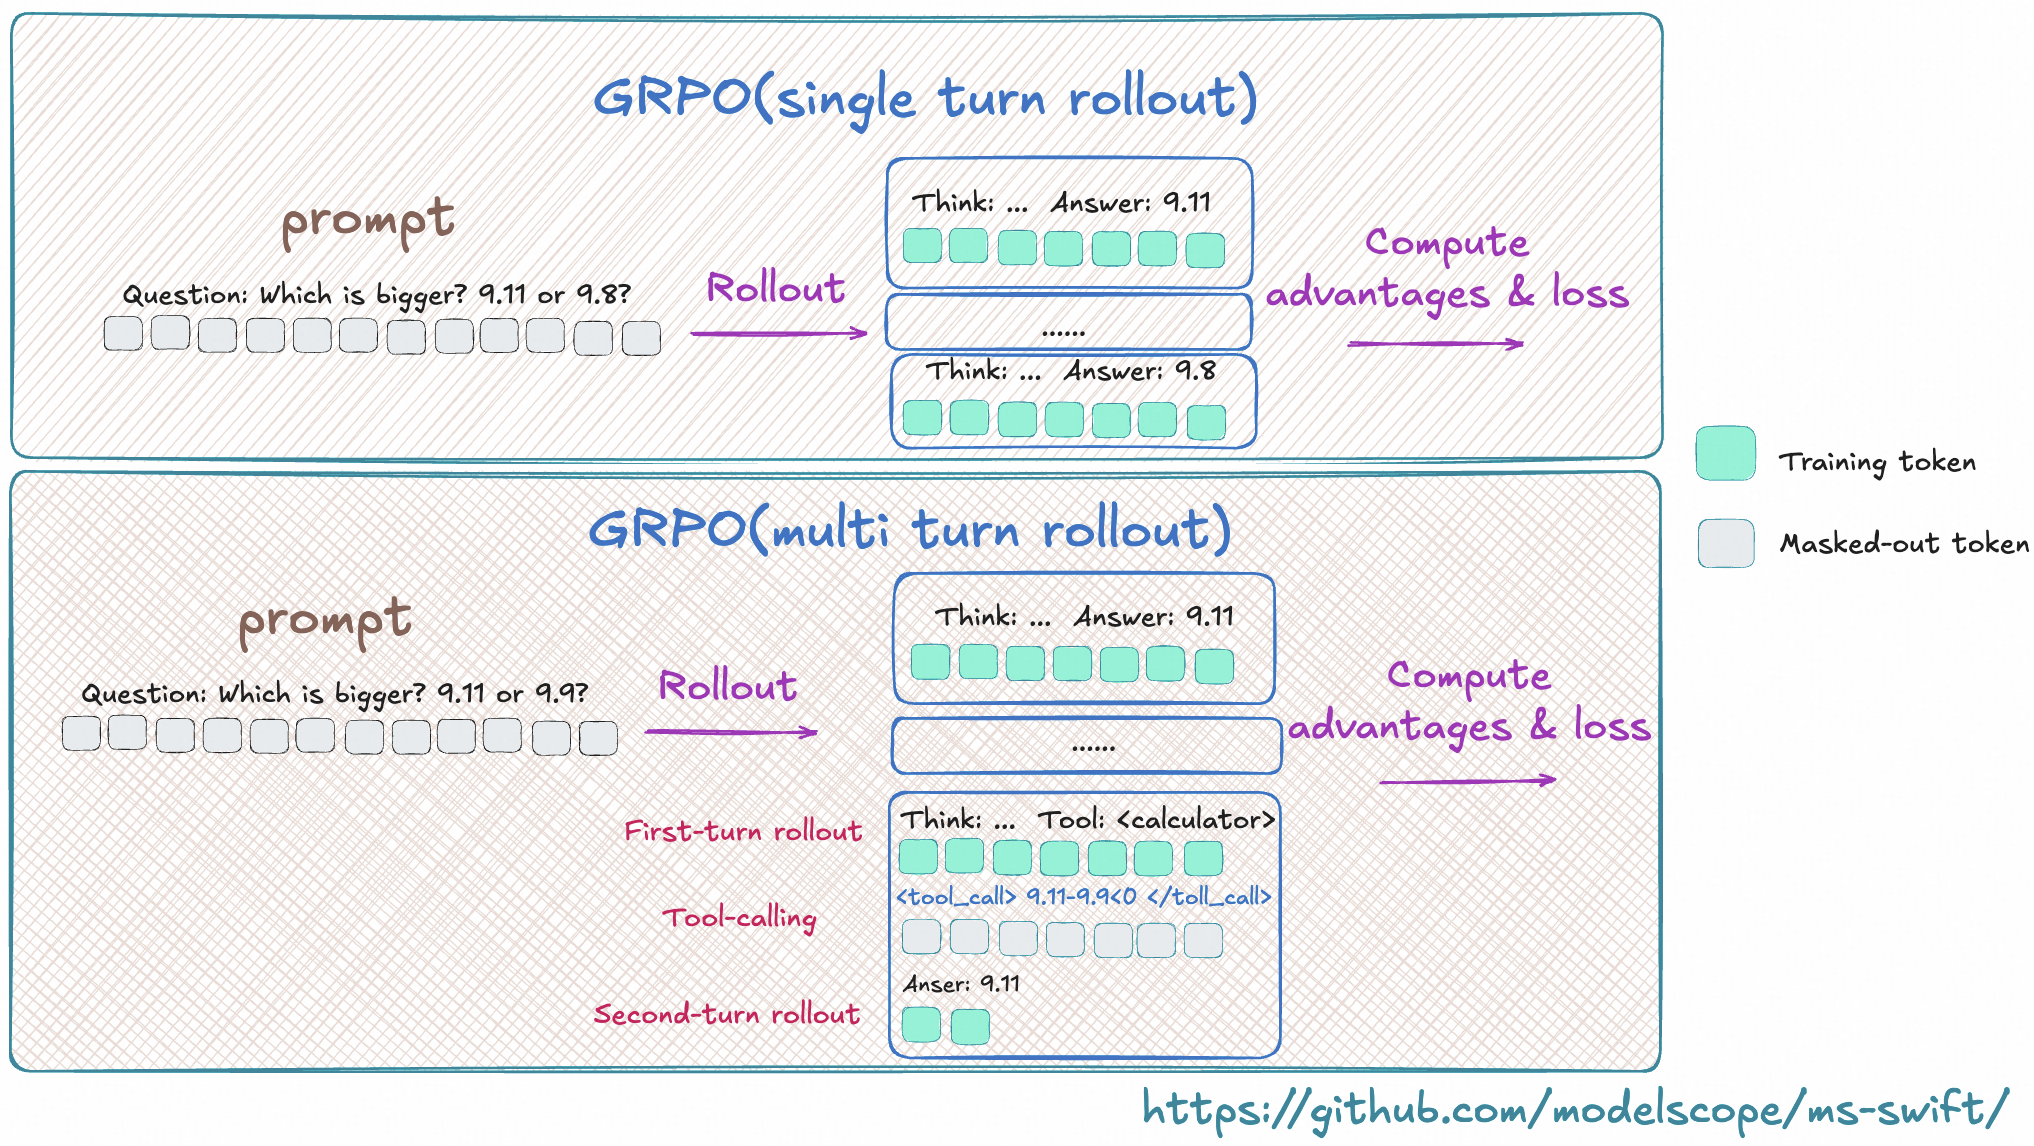 GRPO(single turn rollout)
prompt
Question: Which is bigger? 9.11 or 9.8?
Rollout
Think: ... Answer: 9.11
......
Think: ... Answer: 9.8
Compute
advantages & loss
Training token
Masked-out token
GRPO(multi turn rollout)
prompt
Question: Which is bigger? 9.11 or 9.9?
Rollout
Think: ... Answer: 9.11
......
Compute
advantages & loss
First-turn rollout
Think: ... Tool: <calculator>
Tool-calling
<tool_call> 9.11-9.9<0 </toll_call>
Second-turn rollout
Anser: 9.11
https://github.com/modelscope/ms-swift/